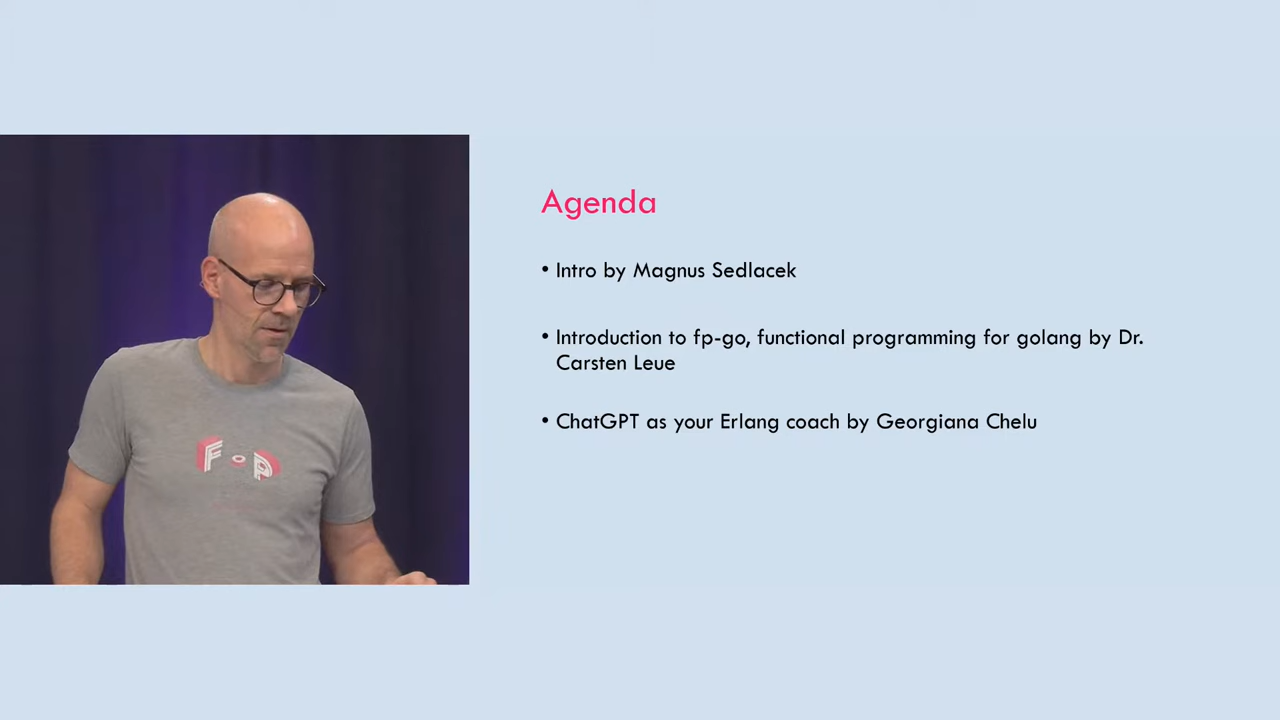 Agenda
• Intro by Magnus Sedlacek
• Introduction to fp-go, functional programming for golang by Dr.
Carsten Leue
• ChatGPT as your Erlang coach by Georgiana Chelu
F o P